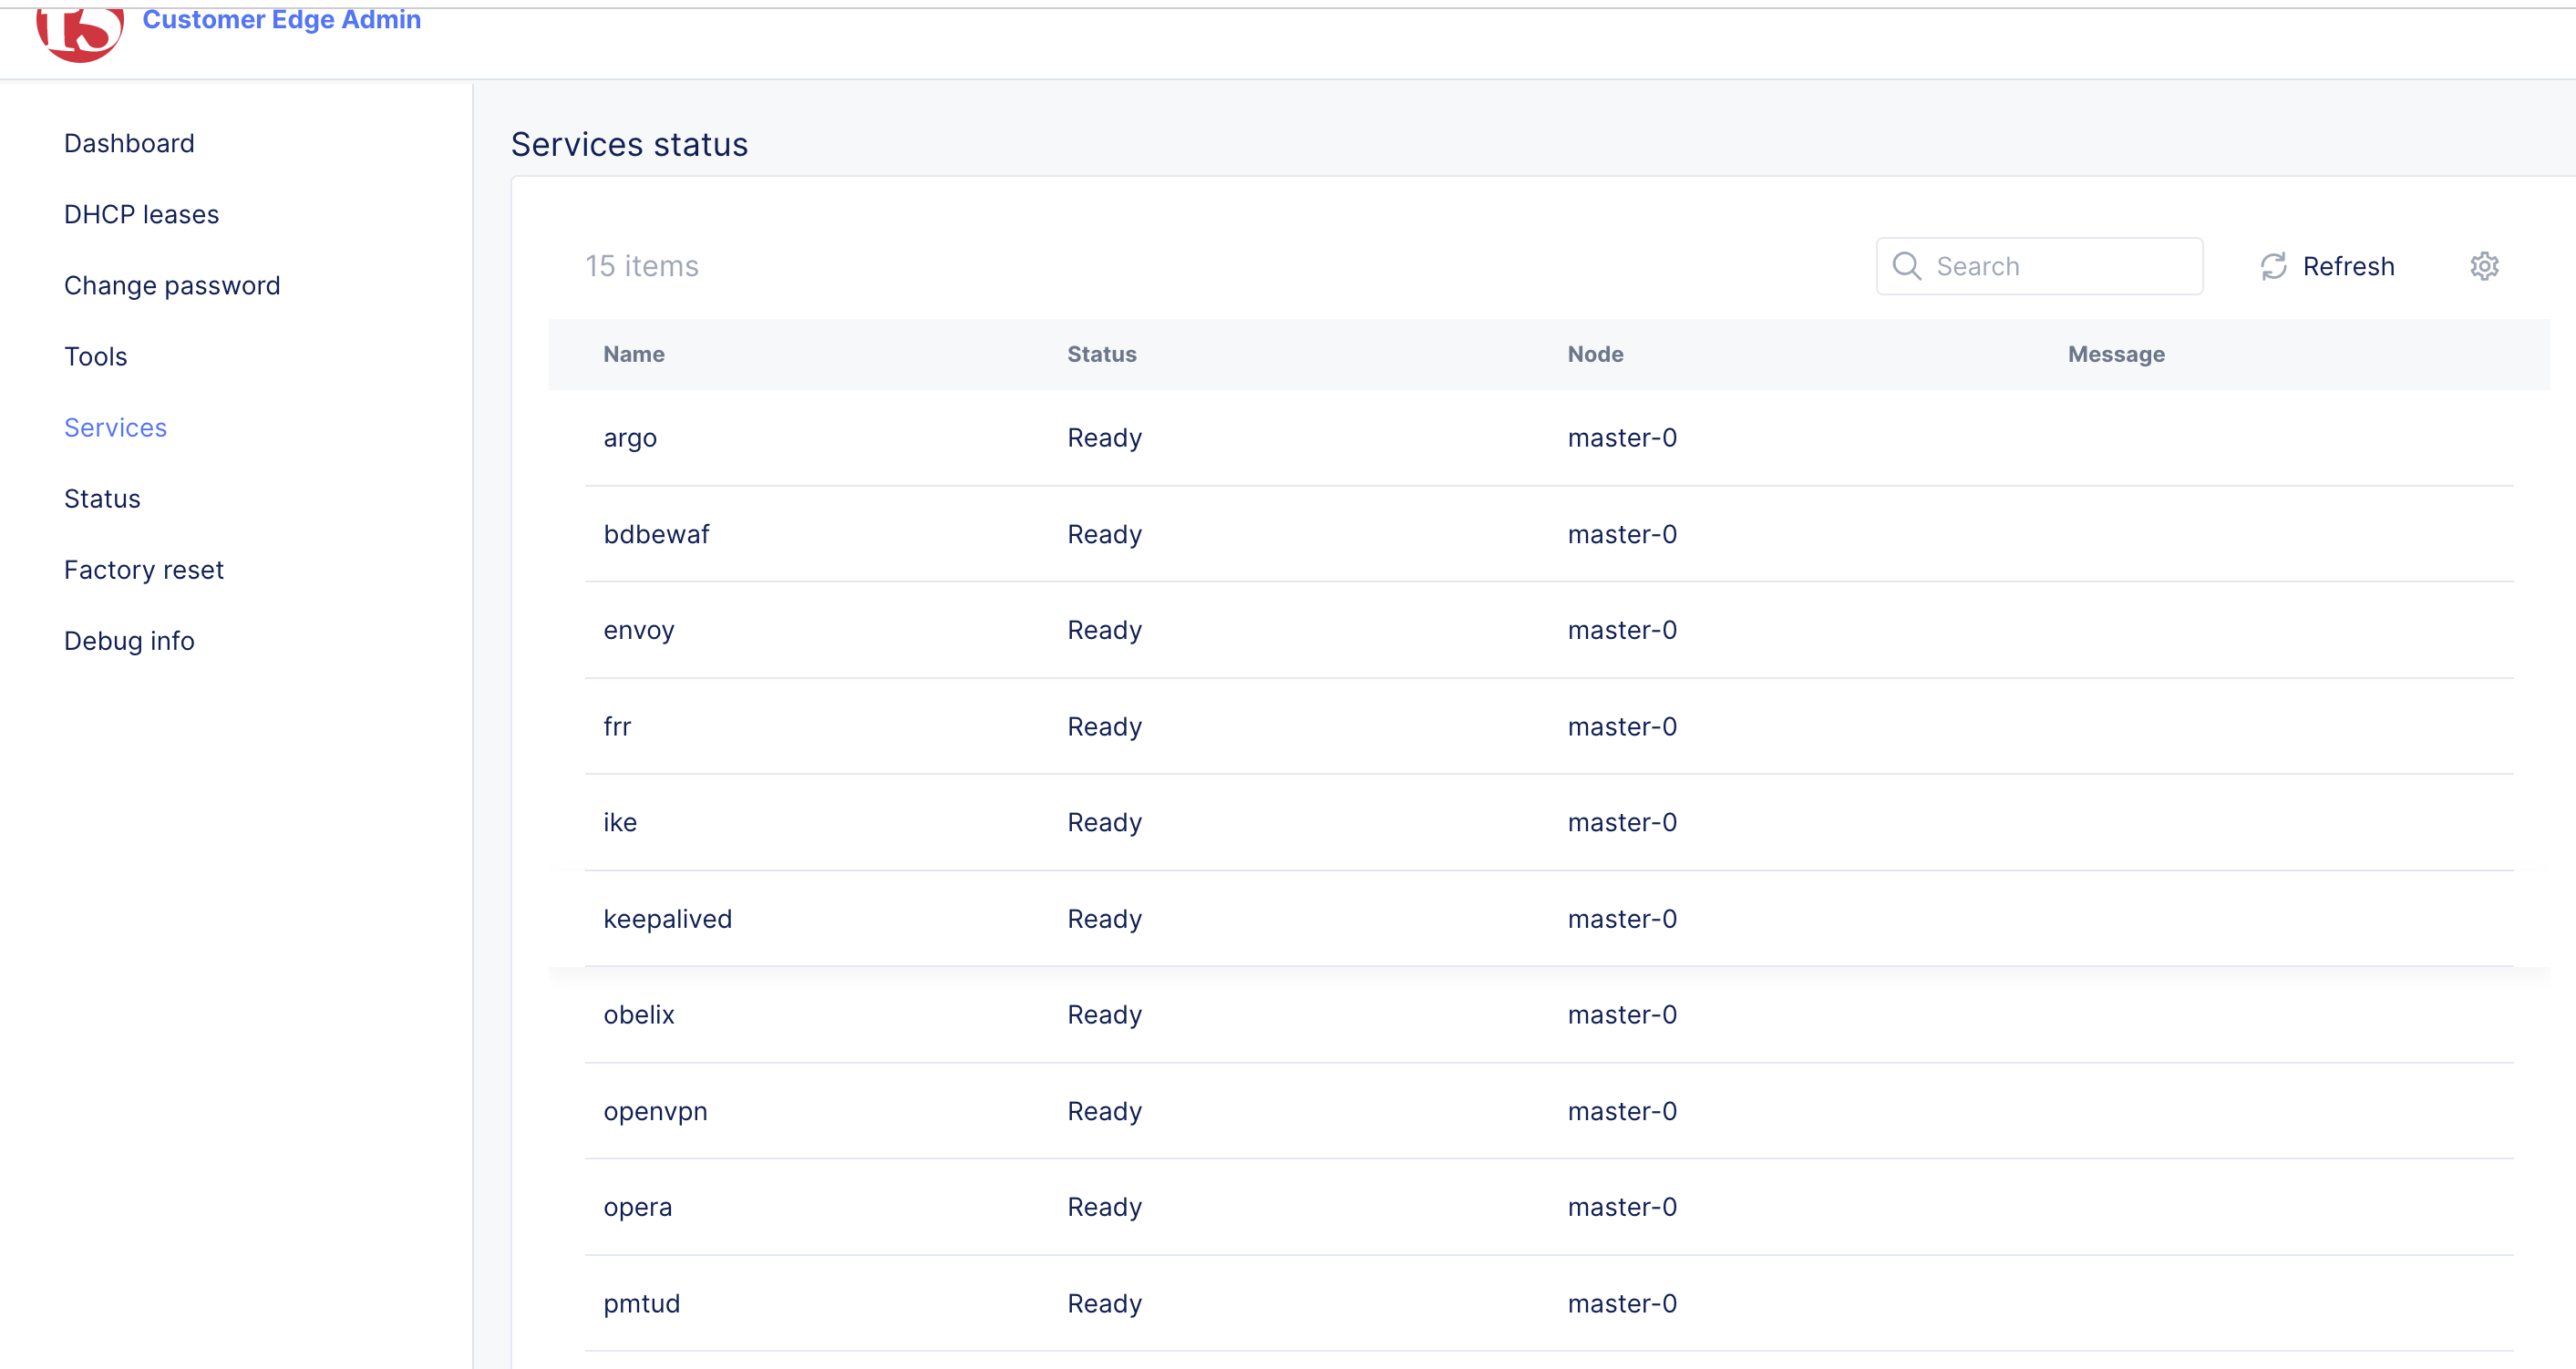 Customer Edge Admin
Dashboard
DHCP leases
Change password
Tools
Services
Status
Factory reset
Debug info
Services status
15 items
Search
Refresh
Name Status Node Message
argo Ready master-0
bdbewaf Ready master-0
envoy Ready master-0
frr Ready master-0
ike Ready master-0
keepalived Ready master-0
obelix Ready master-0
openvpn Ready master-0
opera Ready master-0
pmtud Ready master-0